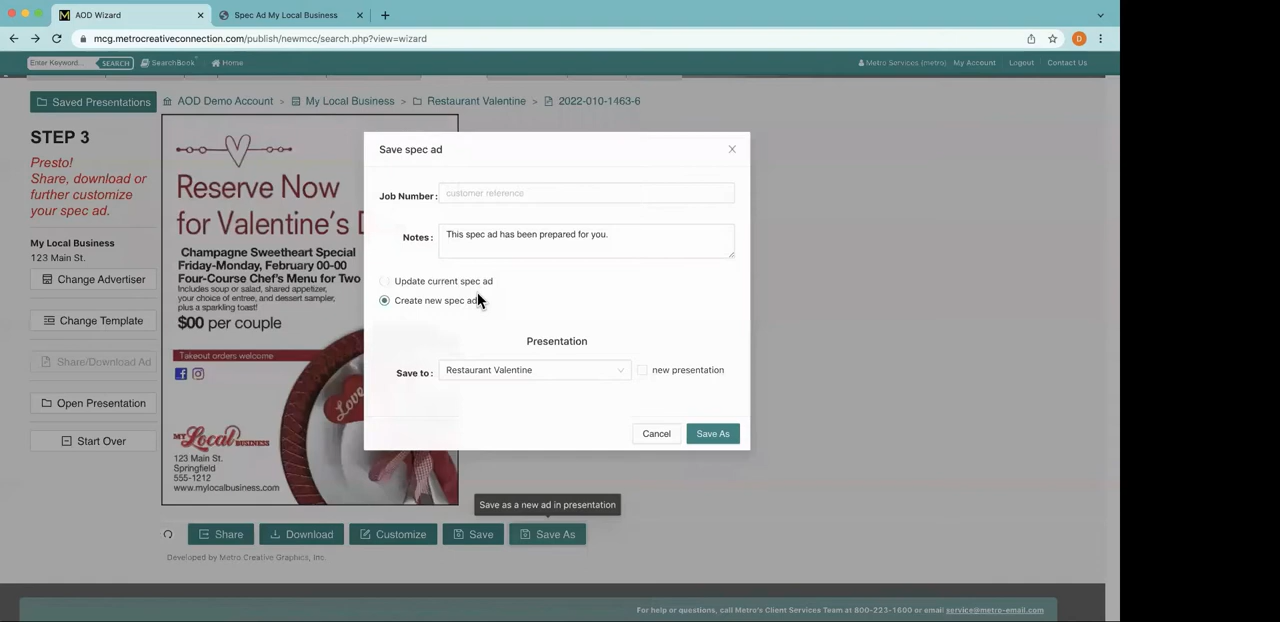 AOD Wizard
Spec Ad My Local Business
mcg.metrocreativeconnection.com/publish/newmcc/search.php?view=wizard
D
Enter Keyword...
SEARCH
SearchBook
Home
Metro Services (metro)
My Account
Logout
Contact Us
Saved Presentations
AOD Demo Account > My Local Business > Restaurant Valentine > 2022-010-1463-6
STEP 3
Presto!
Share, download or
further customize
your spec ad.
My Local Business
123 Main St.
Change Advertiser
Change Template
Share/Download Ad
Open Presentation
Start Over
Reserve Now
for Valentine's D
Champagne Sweetheart Special
Friday-Monday, February 00-00
Four-Course Chef's Menu for Two
Includes soup or salad, shared appetizer,
your choice of entree, and dessert sampler,
plus a sparkling toast!
$00 per couple
Takeout orders welcome
Love
MY Local BUSINESS
123 Main St.
Springfield
555-1212
www.mylocalbusiness.com
Save spec ad
Job Number :
customer reference
Notes :
This spec ad has been prepared for you.
Update current spec ad
Create new spec ad
Presentation
Save to :
Restaurant Valentine
new presentation
Cancel
Save As
Save as a new ad in presentation
Share
Download
Customize
Save
Save As
Developed by Metro Creative Graphics, Inc.
For help or questions, call Metro's Client Services Team at 800-223-1600 or email service@metro-email.com